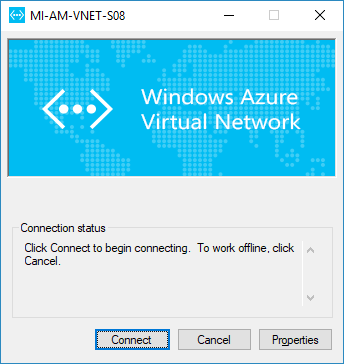 MI-AM-VNET-S08
Windows Azure
Virtual Network
Connection status
Click Connect to begin connecting.  To work offline, click
Cancel.
Connect Cancel Properties